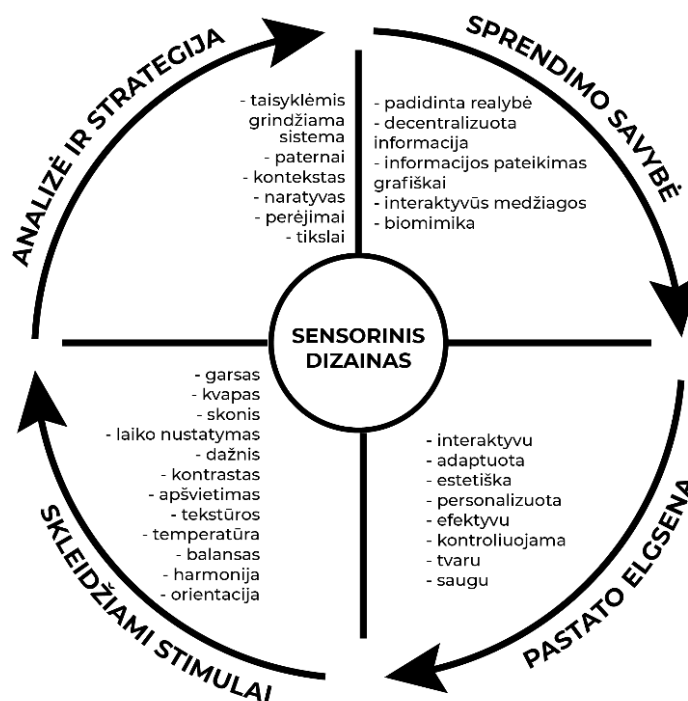 ANALIZĖ IR STRATEGIJA
- taisyklėmis
grindžiama
sistema
- paternai
- kontekstas
- naratyvas
- perėjimai
- tikslai
SPRENDIMO SAVYBĖ
- padidinta realybė
- decentralizuota
informacija
- informacijos pateikimas
grafiškai
- interaktyvūs medžiagos
- biomimika
SENSORINIS
DIZAINAS
- garsas
- kvapas
- skonis
- laiko nustatymas
- dažnis
- kontrastas
- apšvietimas
- tekstūros
- temperatūra
- balansas
- harmonija
- orientacija
SKLEIDŽIAMI STIMULAI
- interaktyvu
- adaptuota
- estetiška
- personalizuota
- efektyvu
- kontroliuojama
- tvaru
- saugu
PASTATO ELGSENA